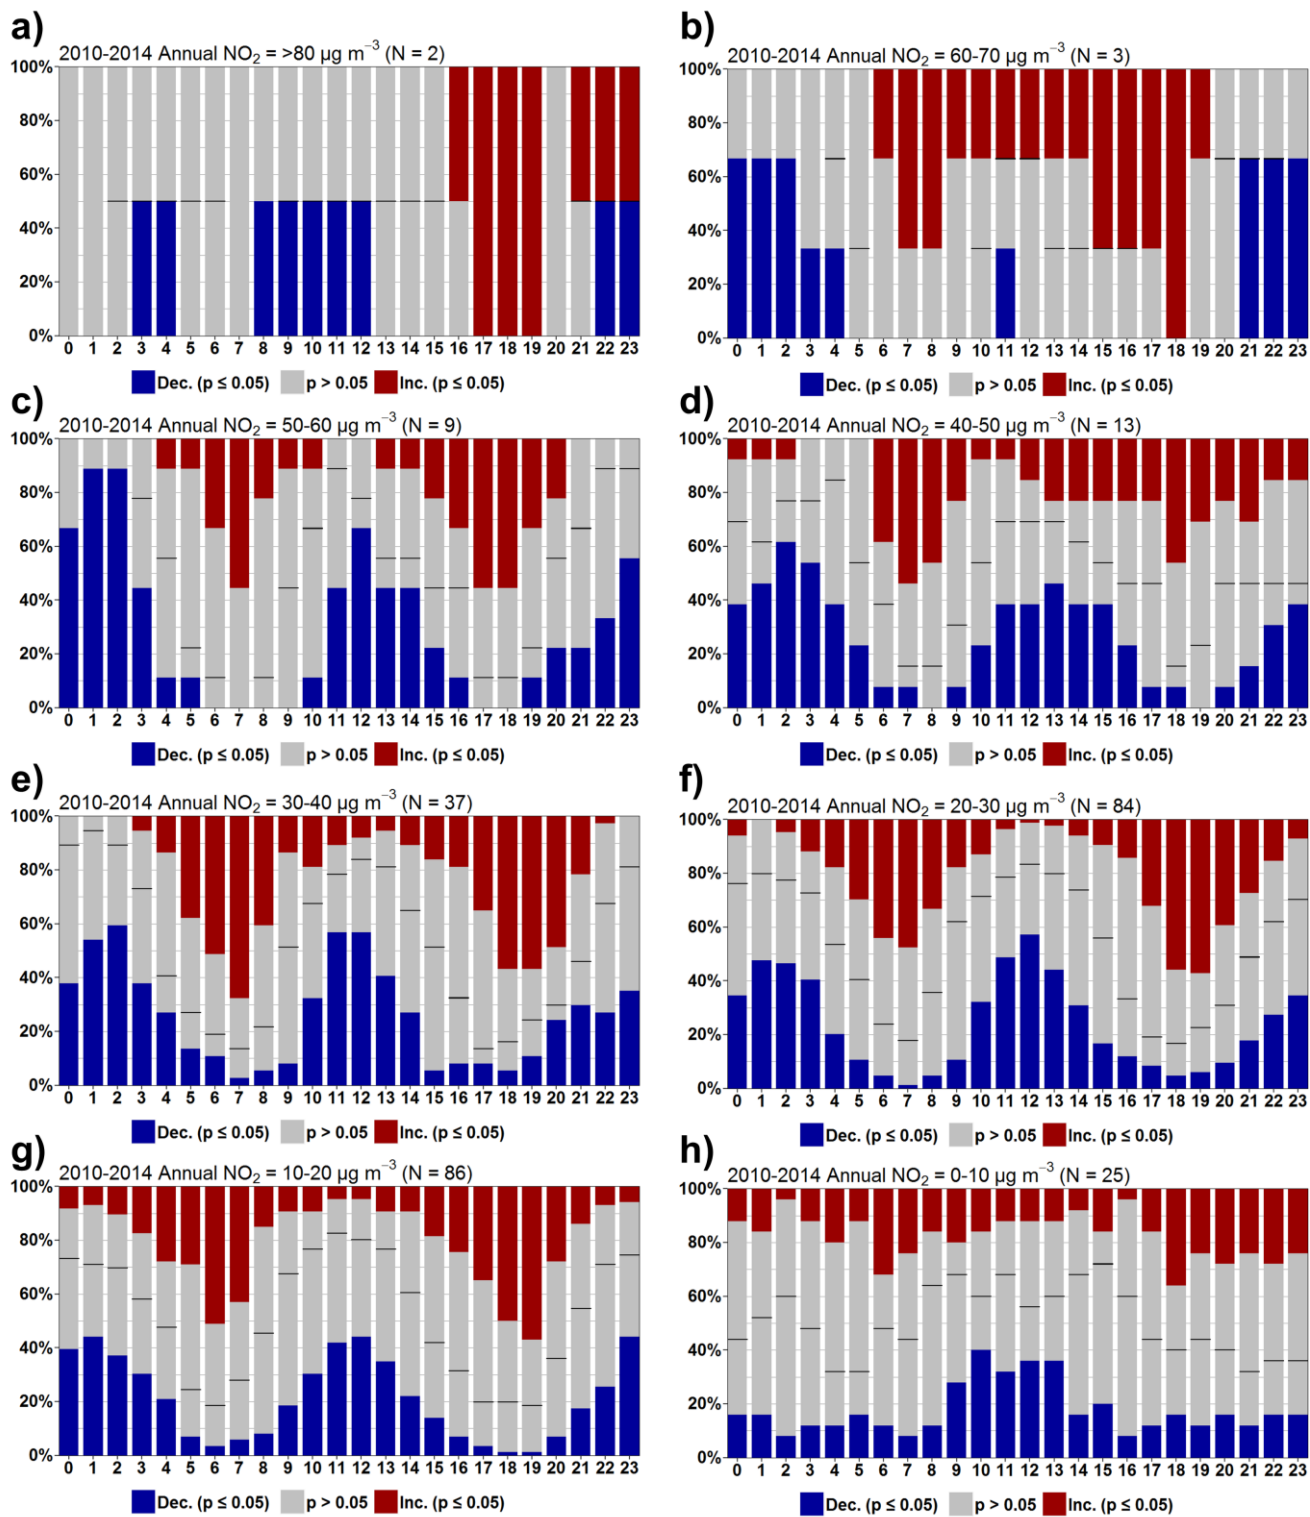 a)
2010-2014 Annual NO₂ = >80 µg m⁻³ (N = 2)
100%
80%
60%
40%
20%
0%
0 1 2 3 4 5 6 7 8 9 10 11 12 13 14 15 16 17 18 19 20 21 22 23
Dec. (p ≤ 0.05) p > 0.05 Inc. (p ≤ 0.05)
b)
2010-2014 Annual NO₂ = 60-70 µg m⁻³ (N = 3)
100%
80%
60%
40%
20%
0%
0 1 2 3 4 5 6 7 8 9 10 11 12 13 14 15 16 17 18 19 20 21 22 23
Dec. (p ≤ 0.05) p > 0.05 Inc. (p ≤ 0.05)
c)
2010-2014 Annual NO₂ = 50-60 µg m⁻³ (N = 9)
100%
80%
60%
40%
20%
0%
0 1 2 3 4 5 6 7 8 9 10 11 12 13 14 15 16 17 18 19 20 21 22 23
Dec. (p ≤ 0.05) p > 0.05 Inc. (p ≤ 0.05)
d)
2010-2014 Annual NO₂ = 40-50 µg m⁻³ (N = 13)
100%
80%
60%
40%
20%
0%
0 1 2 3 4 5 6 7 8 9 10 11 12 13 14 15 16 17 18 19 20 21 22 23
Dec. (p ≤ 0.05) p > 0.05 Inc. (p ≤ 0.05)
e)
2010-2014 Annual NO₂ = 30-40 µg m⁻³ (N = 37)
100%
80%
60%
40%
20%
0%
0 1 2 3 4 5 6 7 8 9 10 11 12 13 14 15 16 17 18 19 20 21 22 23
Dec. (p ≤ 0.05) p > 0.05 Inc. (p ≤ 0.05)
f)
2010-2014 Annual NO₂ = 20-30 µg m⁻³ (N = 84)
100%
80%
60%
40%
20%
0%
0 1 2 3 4 5 6 7 8 9 10 11 12 13 14 15 16 17 18 19 20 21 22 23
Dec. (p ≤ 0.05) p > 0.05 Inc. (p ≤ 0.05)
g)
2010-2014 Annual NO₂ = 10-20 µg m⁻³ (N = 86)
100%
80%
60%
40%
20%
0%
0 1 2 3 4 5 6 7 8 9 10 11 12 13 14 15 16 17 18 19 20 21 22 23
Dec. (p ≤ 0.05) p > 0.05 Inc. (p ≤ 0.05)
h)
2010-2014 Annual NO₂ = 0-10 µg m⁻³ (N = 25)
100%
80%
60%
40%
20%
0%
0 1 2 3 4 5 6 7 8 9 10 11 12 13 14 15 16 17 18 19 20 21 22 23
Dec. (p ≤ 0.05) p > 0.05 Inc. (p ≤ 0.05)